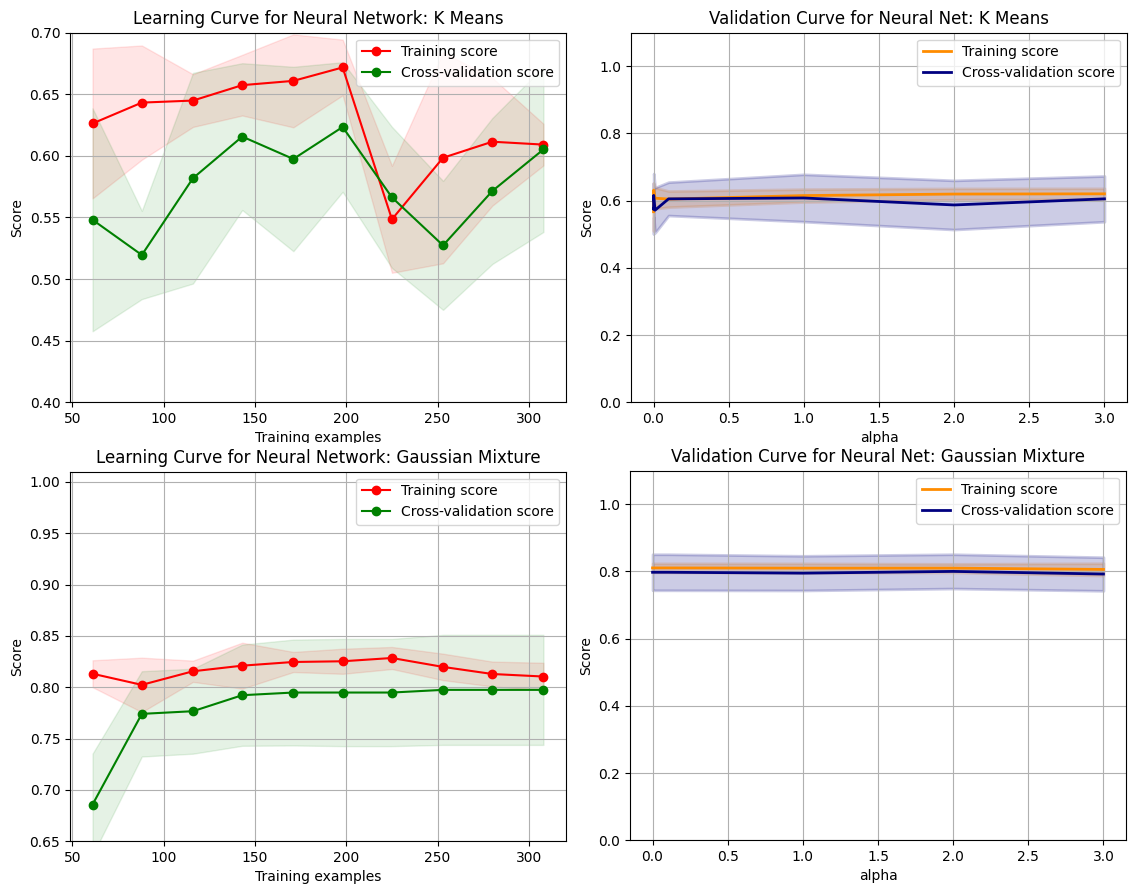 Learning Curve for Neural Network: K Means
Training score
Cross-validation score
0.70
0.65
0.60
0.55
0.50
0.45
0.40
Score
50 100 150 200 250 300
Training examples
Validation Curve for Neural Net: K Means
Training score
Cross-validation score
1.0
0.8
0.6
0.4
0.2
0.0
Score
0.0 0.5 1.0 1.5 2.0 2.5 3.0
alpha
Learning Curve for Neural Network: Gaussian Mixture
Training score
Cross-validation score
1.00
0.95
0.90
0.85
0.80
0.75
0.70
0.65
Score
50 100 150 200 250 300
Training examples
Validation Curve for Neural Net: Gaussian Mixture
Training score
Cross-validation score
1.0
0.8
0.6
0.4
0.2
0.0
Score
0.0 0.5 1.0 1.5 2.0 2.5 3.0
alpha